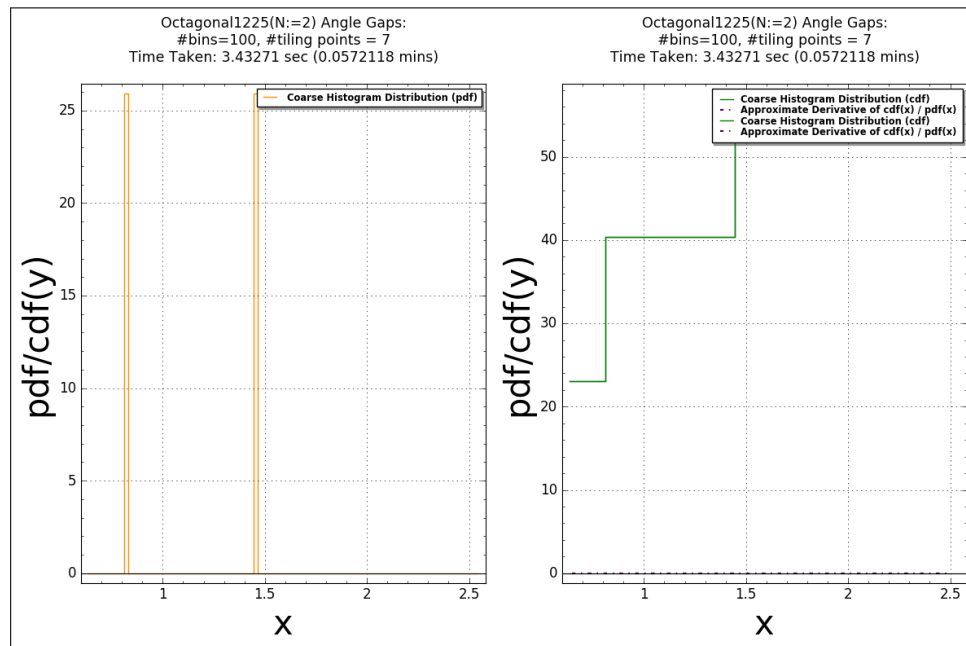 Octagonal1225(N:=2) Angle Gaps:
#bins=100, #tiling points = 7
Time Taken: 3.43271 sec (0.0572118 mins)
Coarse Histogram Distribution (pdf)
25
20
15
10
5
0
pdf/cdf(y)
1
1.5
2
2.5
x
Octagonal1225(N:=2) Angle Gaps:
#bins=100, #tiling points = 7
Time Taken: 3.43271 sec (0.0572118 mins)
Coarse Histogram Distribution (cdf)
Approximate Derivative of cdf(x) / pdf(x)
Coarse Histogram Distribution (cdf)
Approximate Derivative of cdf(x) / pdf(x)
50
40
30
20
10
0
pdf/cdf(y)
1
1.5
2
2.5
x